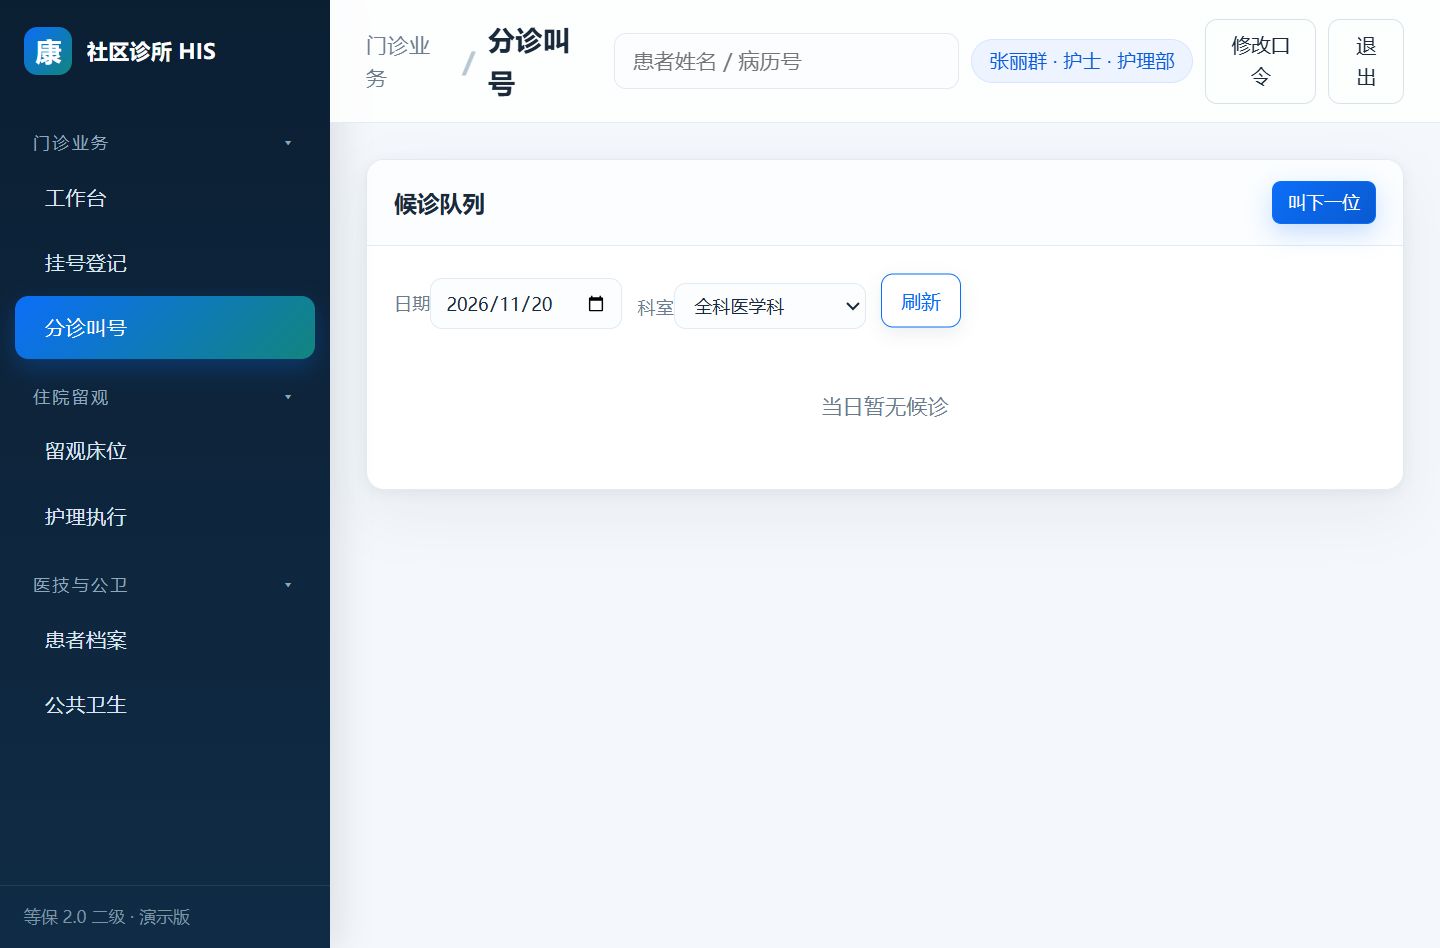 康 社区诊所 HIS
门诊业务
工作台
挂号登记
分诊叫号
住院留观
留观床位
护理执行
医技与公卫
患者档案
公共卫生
等保 2.0 二级 · 演示版
门诊业
务
/
分诊叫
号
患者姓名 / 病历号
张丽群 · 护士 · 护理部
修改口
令
退
出
候诊队列
叫下一位
日期 2026/11/20 科室 全科医学科 刷新
当日暂无候诊